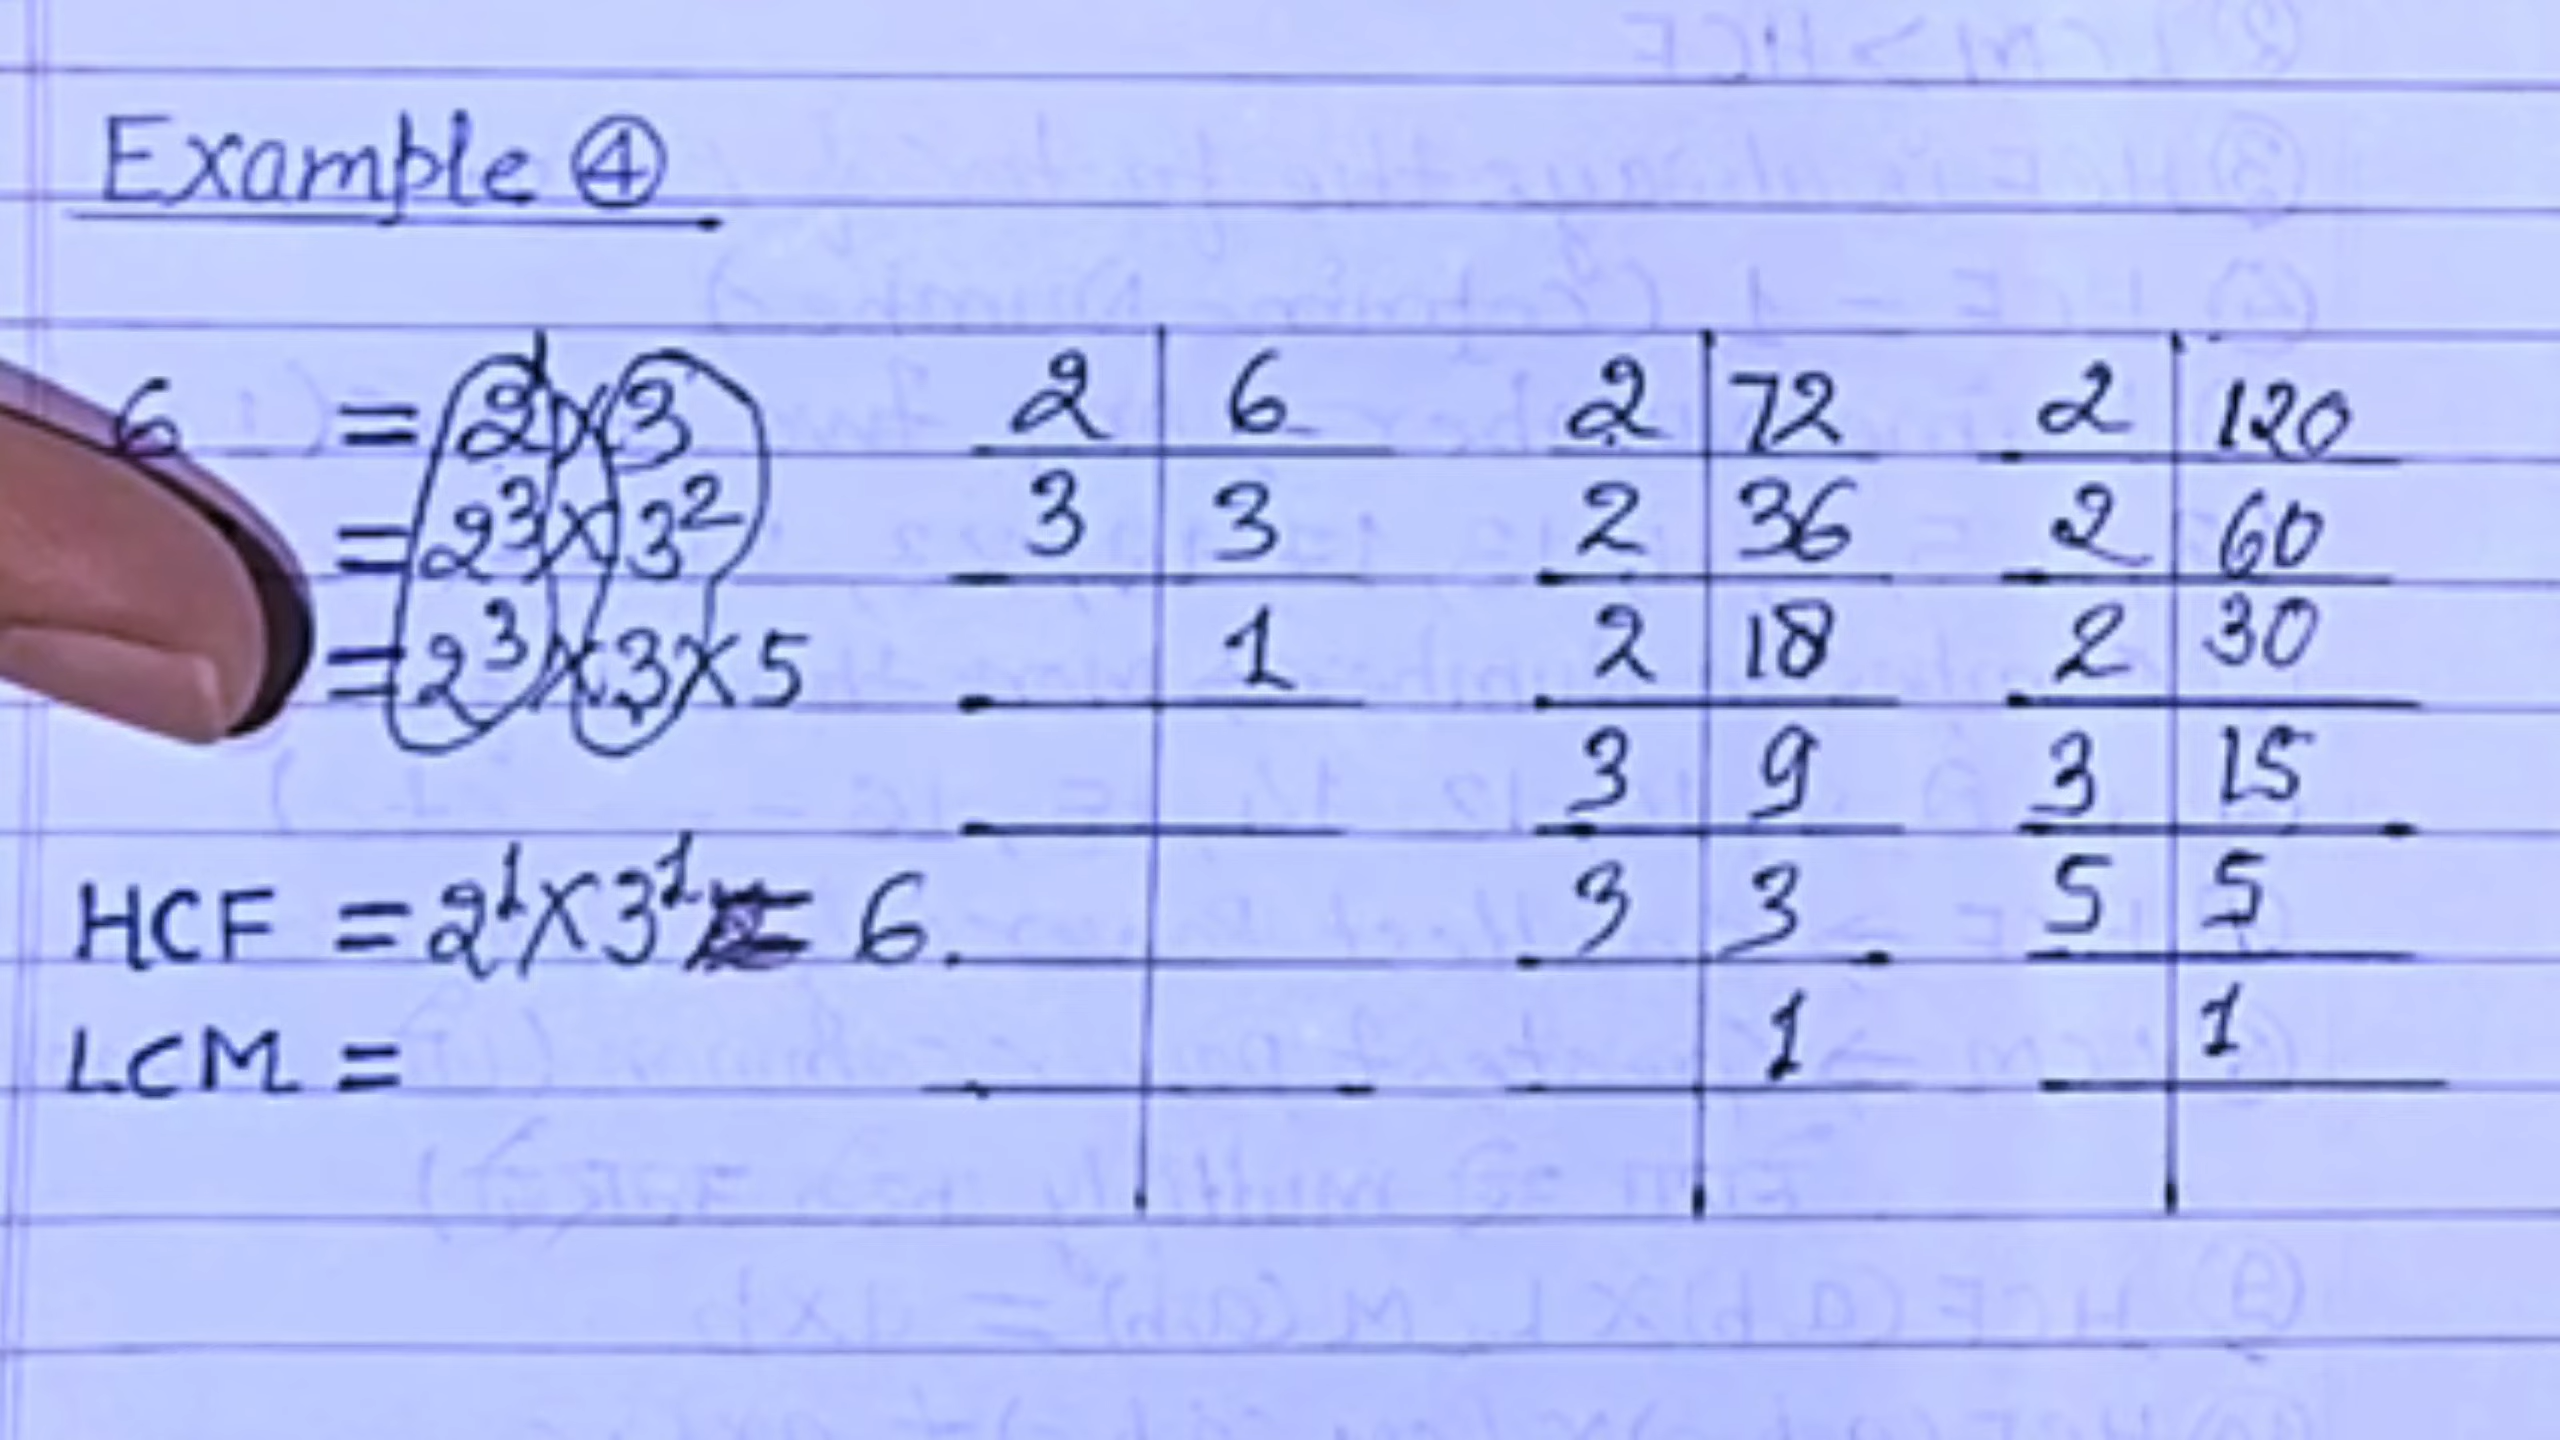 Example ④
6 = 2¹ × 3
= 2³ × 3²
= 2³ × 3 × 5
HCF = 2¹ × 3¹ = 6
LCM =
2 | 6
3 | 3
1
2 | 72
2 | 36
2 | 18
3 | 9
3 | 3
1
2 | 120
2 | 60
2 | 30
3 | 15
5 | 5
1